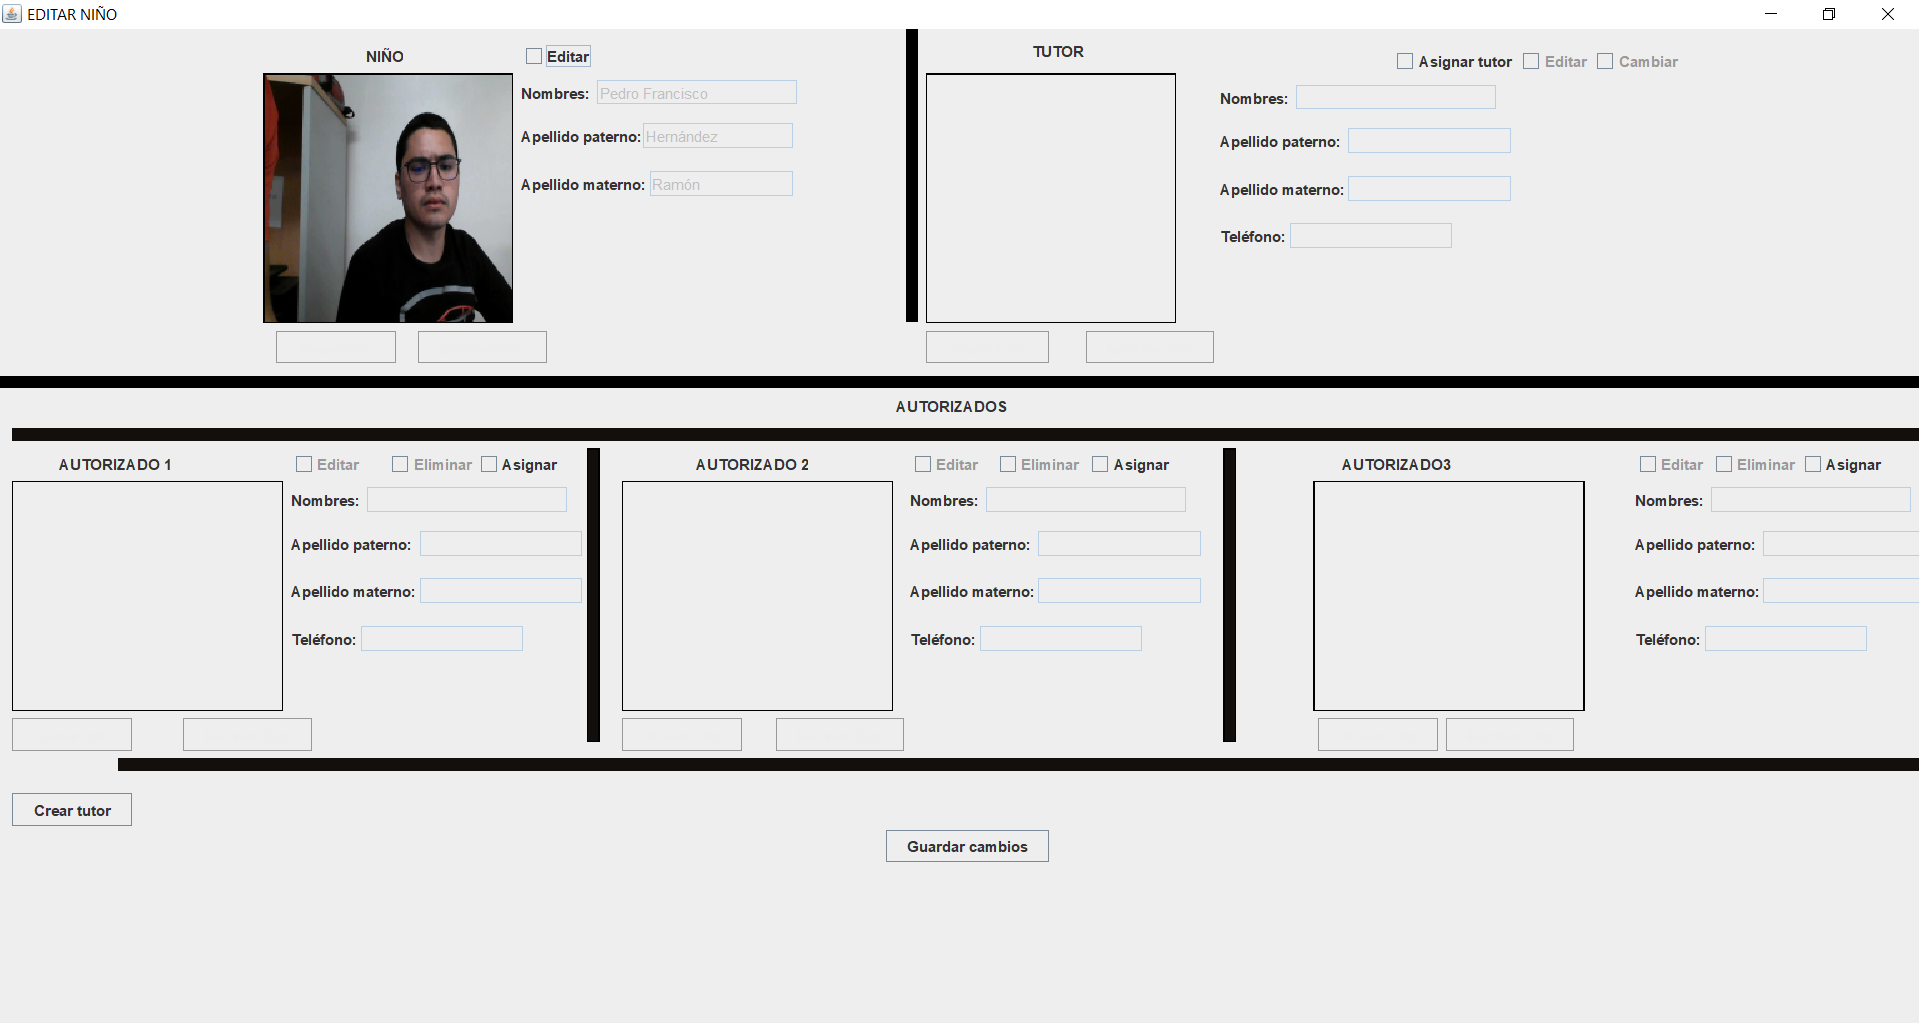 EDITAR NIÑO
NIÑO
Editar
Nombres: Pedro Francisco
Apellido paterno: Hernández
Apellido materno: Ramón
TUTOR
Asignar tutor Editar Cambiar
Nombres:
Apellido paterno:
Apellido materno:
Teléfono:
AUTORIZADOS
AUTORIZADO 1
Editar Eliminar Asignar
Nombres:
Apellido paterno:
Apellido materno:
Teléfono:
AUTORIZADO 2
Editar Eliminar Asignar
Nombres:
Apellido paterno:
Apellido materno:
Teléfono:
AUTORIZADO3
Editar Eliminar Asignar
Nombres:
Apellido paterno:
Apellido materno:
Teléfono:
Crear tutor
Guardar cambios